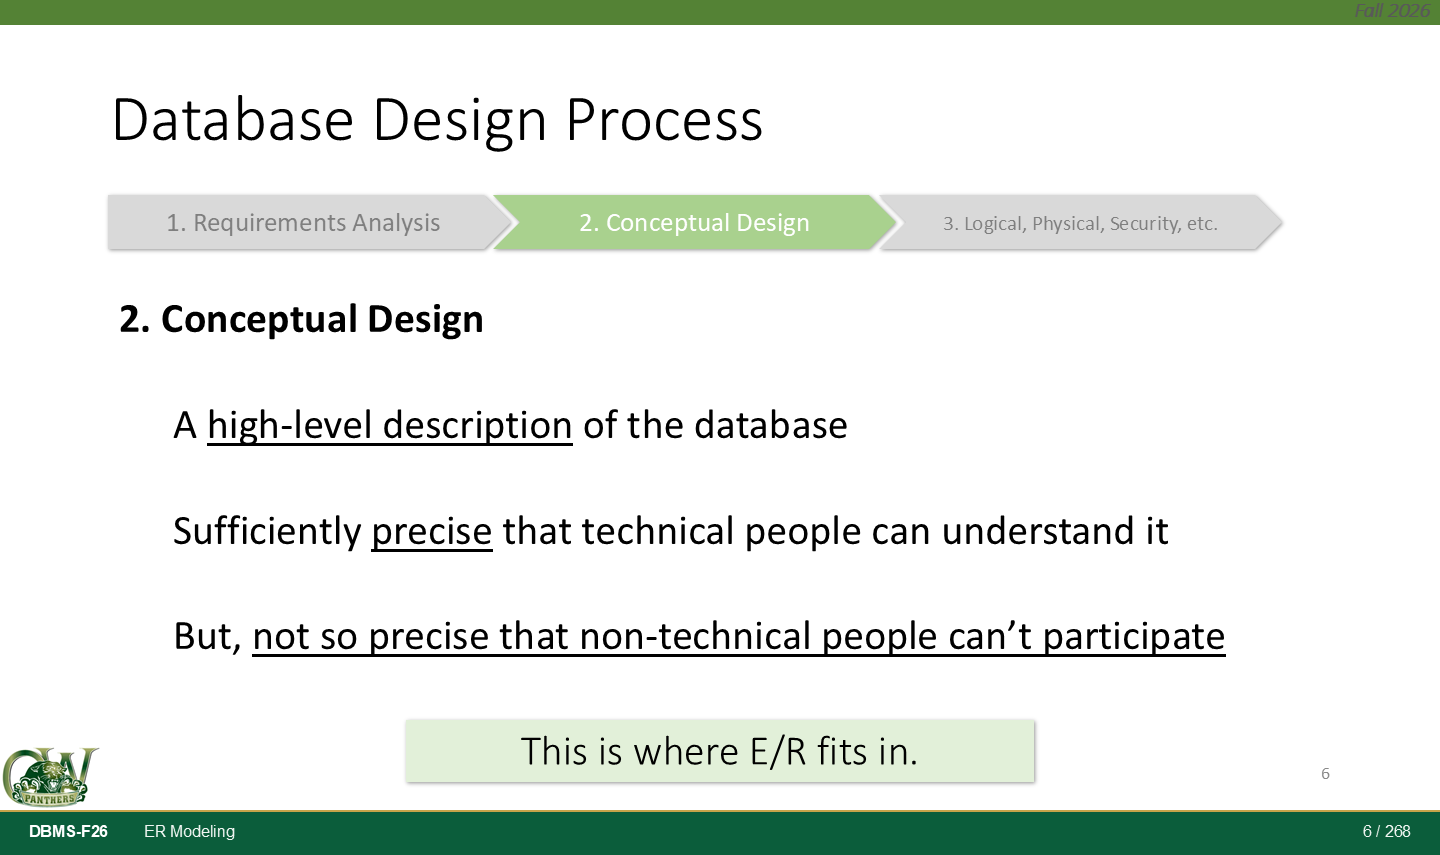 Fall 2026
Database Design Process
1. Requirements Analysis
2. Conceptual Design
3. Logical, Physical, Security, etc.
2. Conceptual Design
A high-level description of the database
Sufficiently precise that technical people can understand it
But, not so precise that non-technical people can’t participate
This is where E/R fits in.
6
OW
PANTHERS
DBMS-F26 ER Modeling 6 / 268